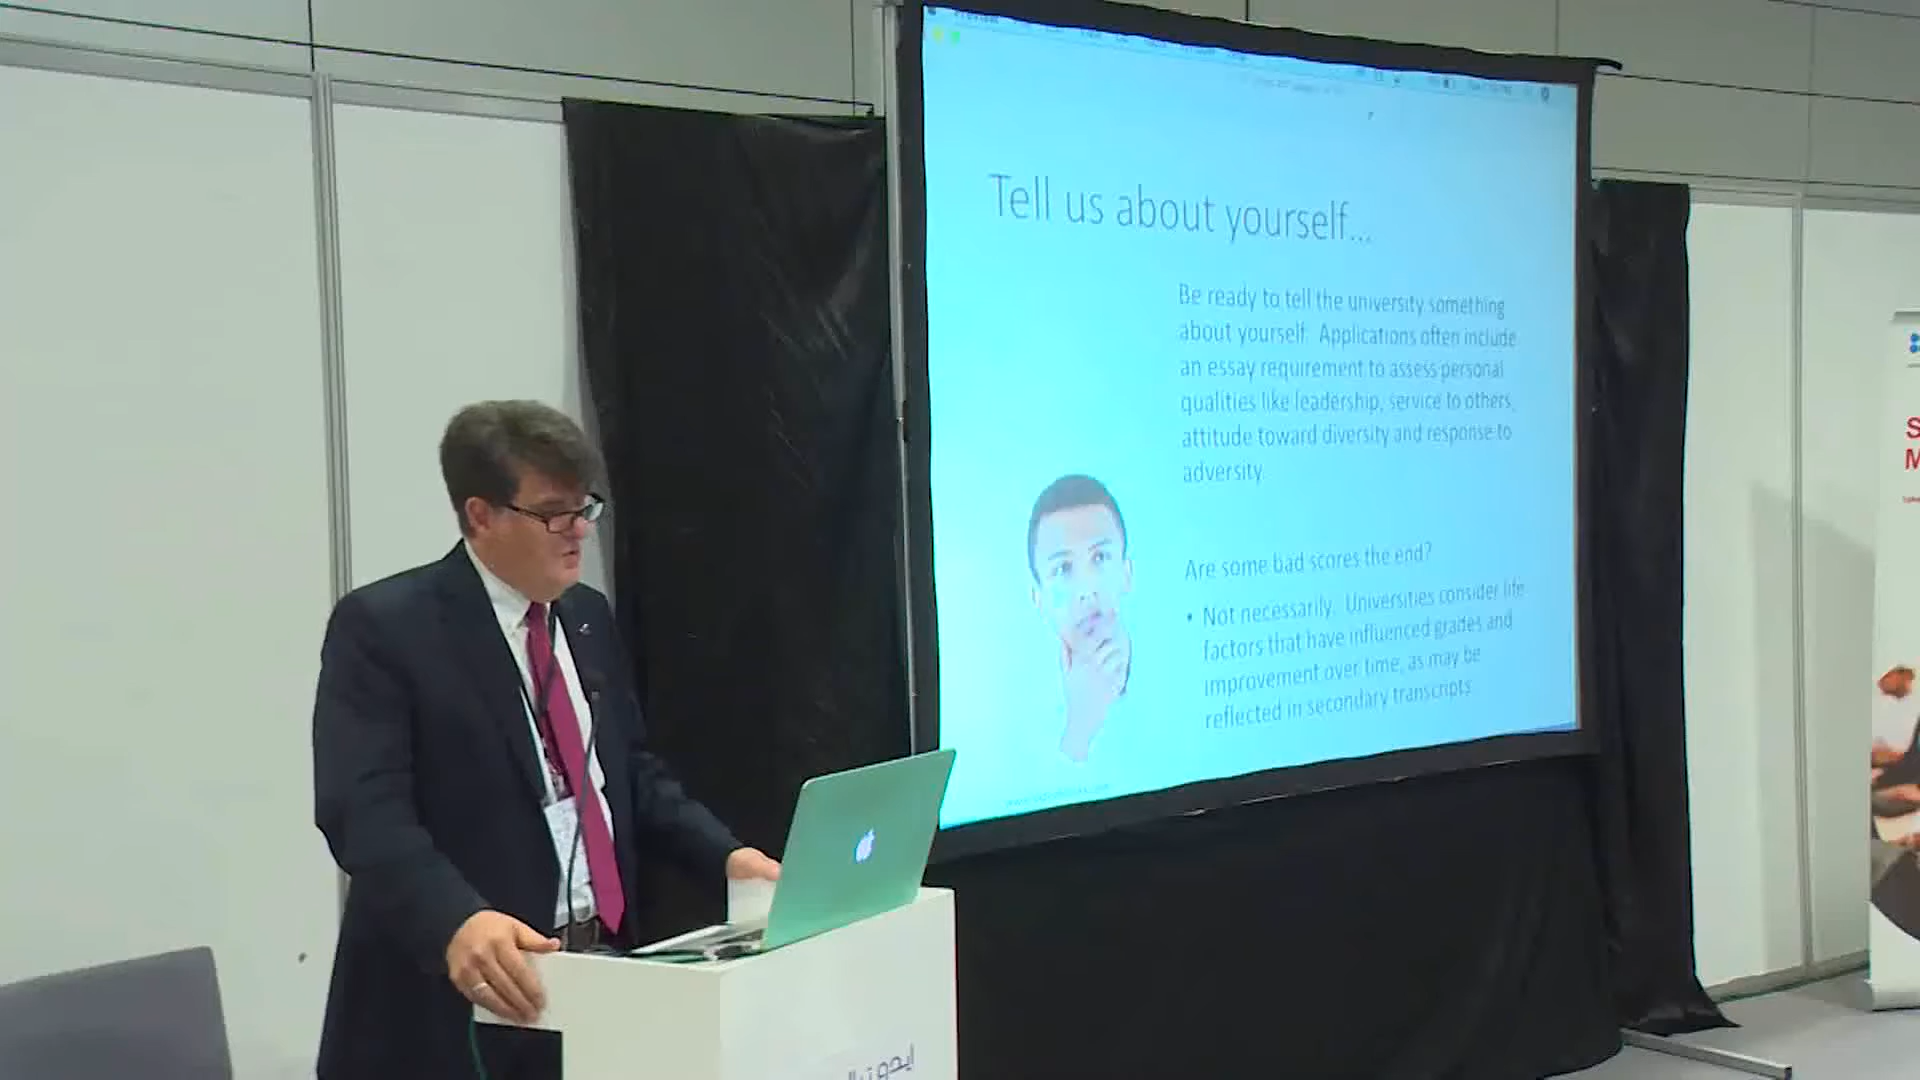 Tell us about yourself...
Be ready to tell the university something
about yourself. Applications often include
an essay requirement to assess personal
qualities like leadership, service to others,
attitude toward diversity and response to
adversity.
Are some bad scores the end?
• Not necessarily. Universities consider life
factors that have influenced grades and
improvement over time, as may be
reflected in secondary transcripts.